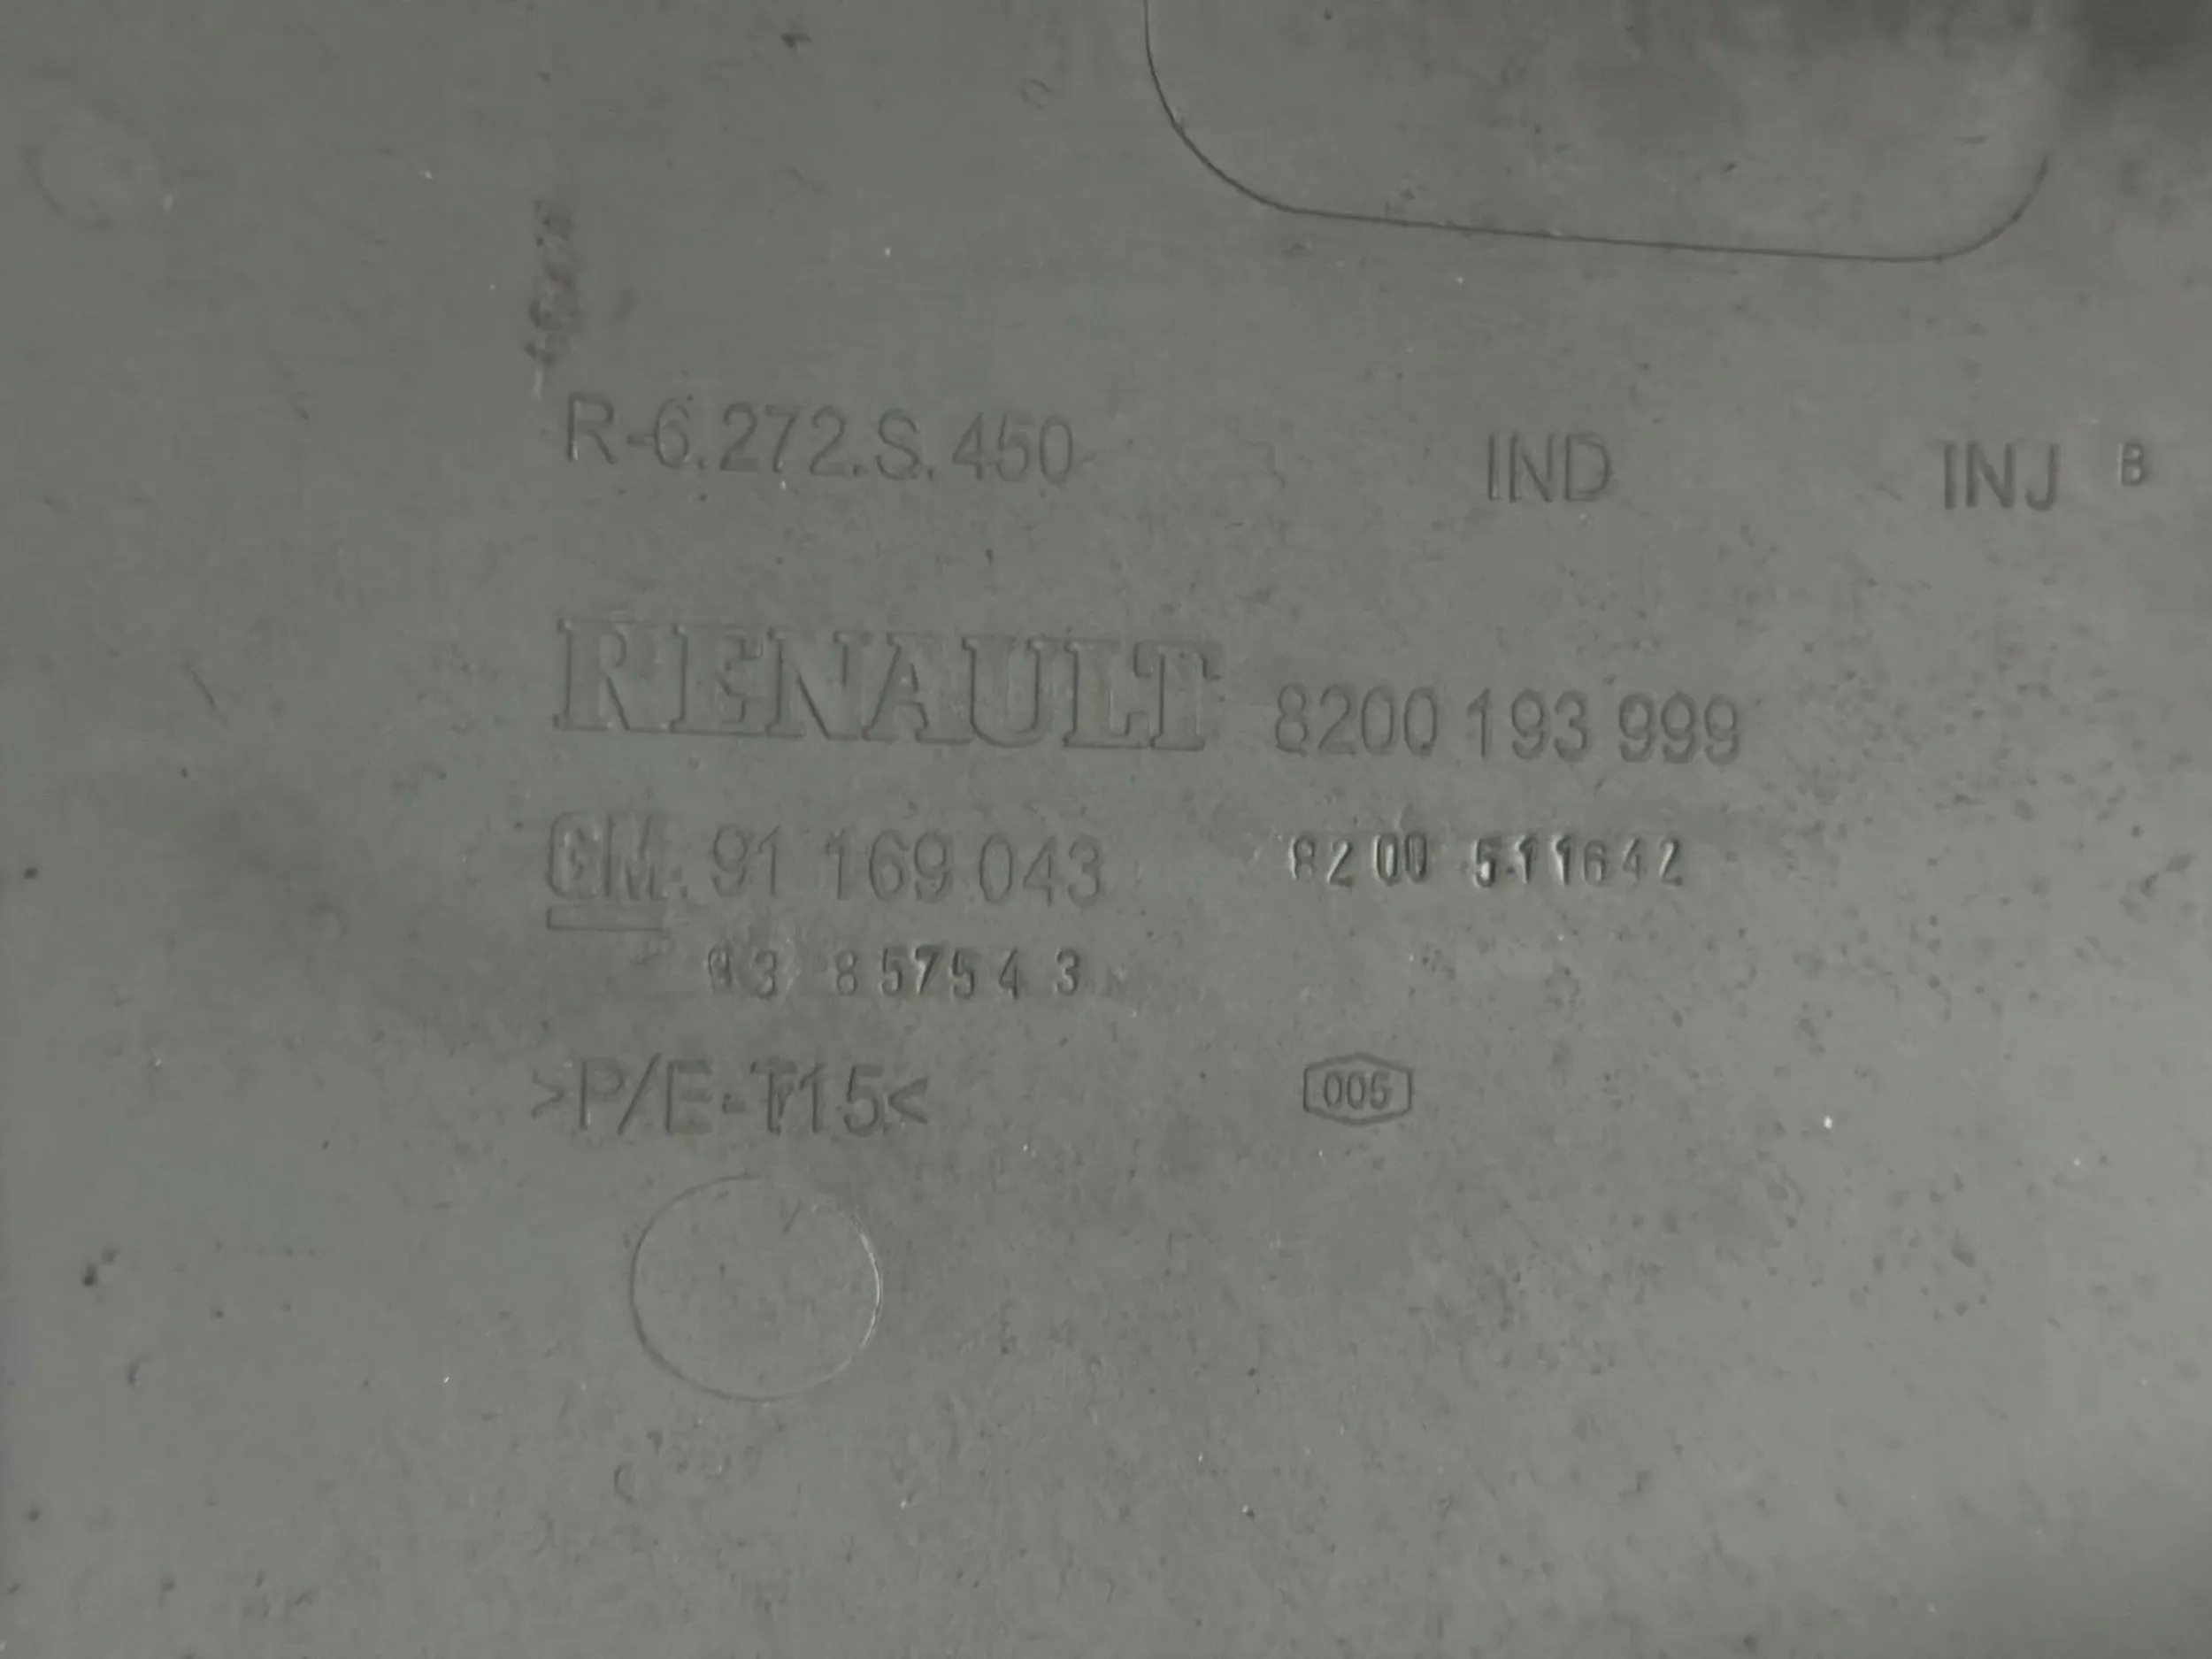 R-6.272.S.450 IND INJ B
RENAULT 8200 193 999
GM 91 169 043 8200 511642
93 857543
>P/E-T15<
005